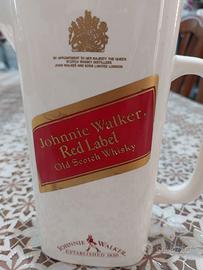 BY APPOINTMENT TO HER MAJESTY THE QUEEN
SCOTCH WHISKY DISTILLERS
JOHN WALKER AND SONS LIMITED LONDON
Johnnie Walker.
Red Label
Old Scotch Whisky
JOHNNIE WALKER
ESTABLISHED 1820